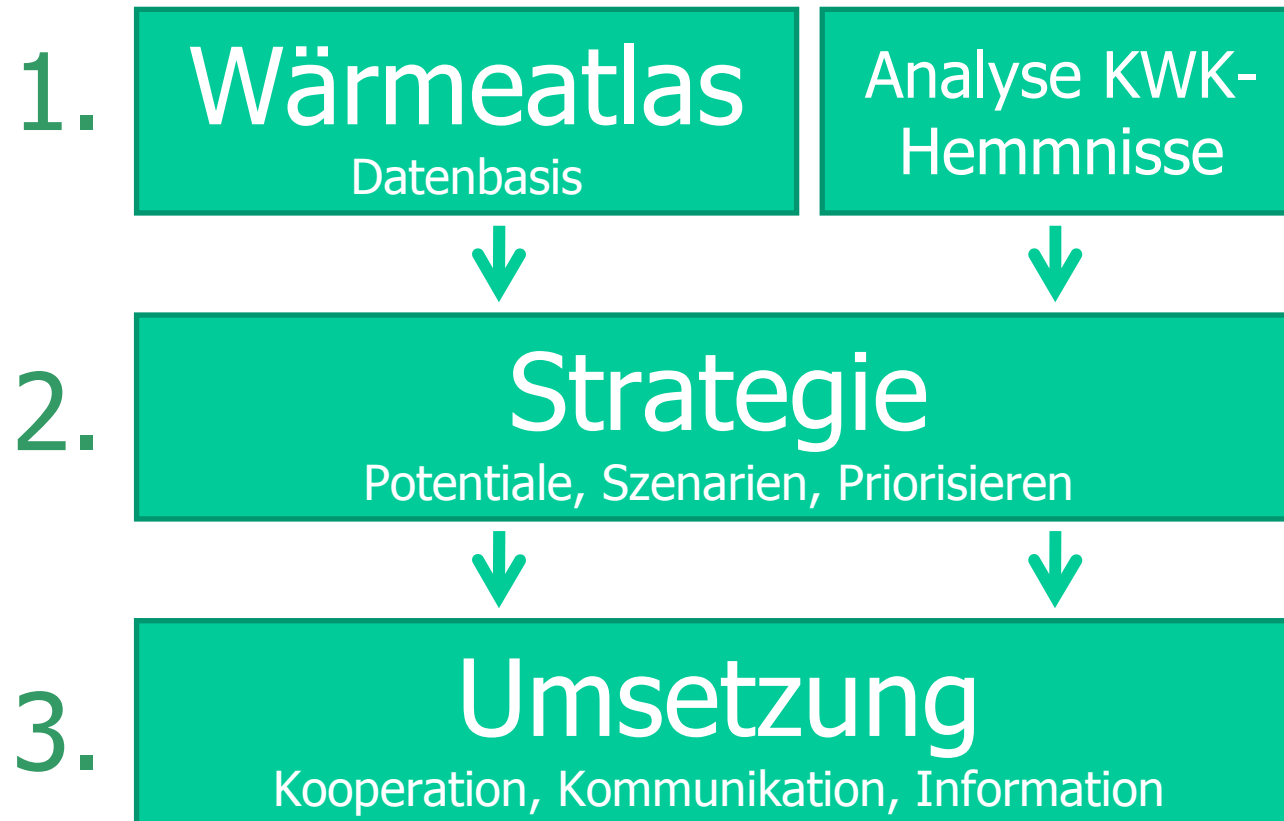 1.
Wärmeatlas
Datenbasis
Analyse KWK-
Hemmnisse
2.
Strategie
Potentiale, Szenarien, Priorisieren
3.
Umsetzung
Kooperation, Kommunikation, Information